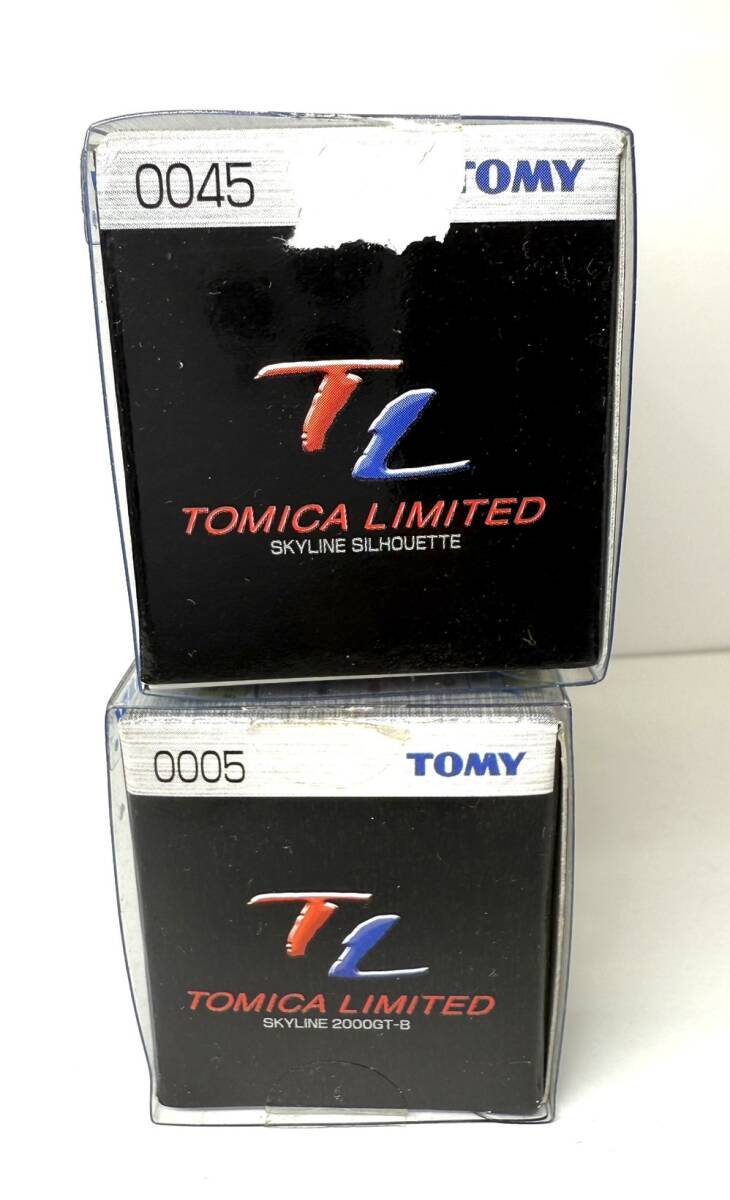 0045 TOMY
TL
TOMICA LIMITED
SKYLINE SILHOUETTE
0005 TOMY
TL
TOMICA LIMITED
SKYLINE 2000GT-B